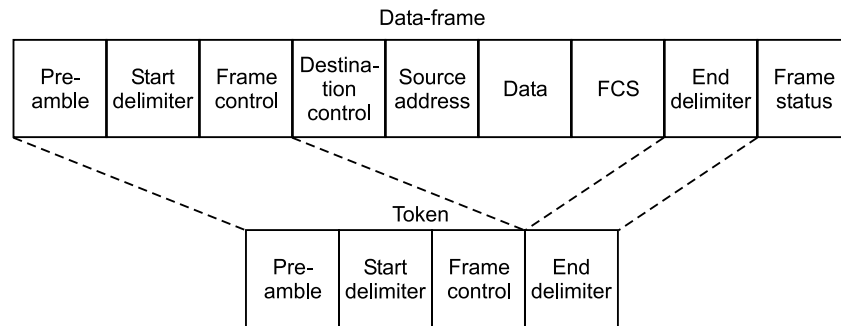 Data-frame
Pre-
amble
Start
delimiter
Frame
control
Destina-
tion
control
Source
address
Data
FCS
End
delimiter
Frame
status
Token
Pre-
amble
Start
delimiter
Frame
control
End
delimiter